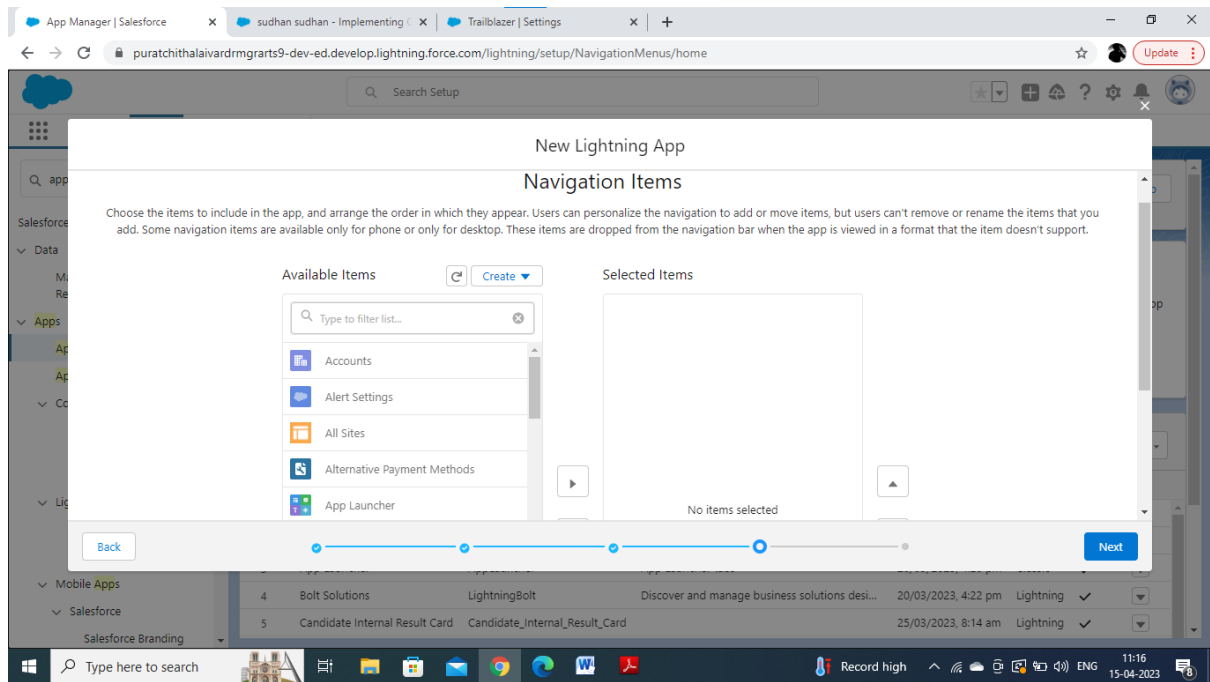 App Manager | Salesforce
sudhan sudhan - Implementing
Trailblazer | Settings
puratchithalaivardrmgrarts9-dev-ed.develop.lightning.force.com/lightning/setup/NavigationMenus/home
Update
Search Setup
New Lightning App
app
Navigation Items
Choose the items to include in the app, and arrange the order in which they appear. Users can personalize the navigation to add or move items, but users can't remove or rename the items that you
add. Some navigation items are available only for phone or only for desktop. These items are dropped from the navigation bar when the app is viewed in a format that the item doesn't support.
Salesforce
Data
Apps
Available Items
Create
Selected Items
Type to filter list...
Accounts
Alert Settings
All Sites
Alternative Payment Methods
App Launcher
No items selected
Back
Next
Mobile Apps
4 Bolt Solutions LightningBolt Discover and manage business solutions desi... 20/03/2023, 4:22 pm Lightning
Salesforce
5 Candidate Internal Result Card Candidate_Internal_Result_Card 25/03/2023, 8:14 am Lightning
Salesforce Branding
Type here to search
Record high
ENG
11:16
15-04-2023
8